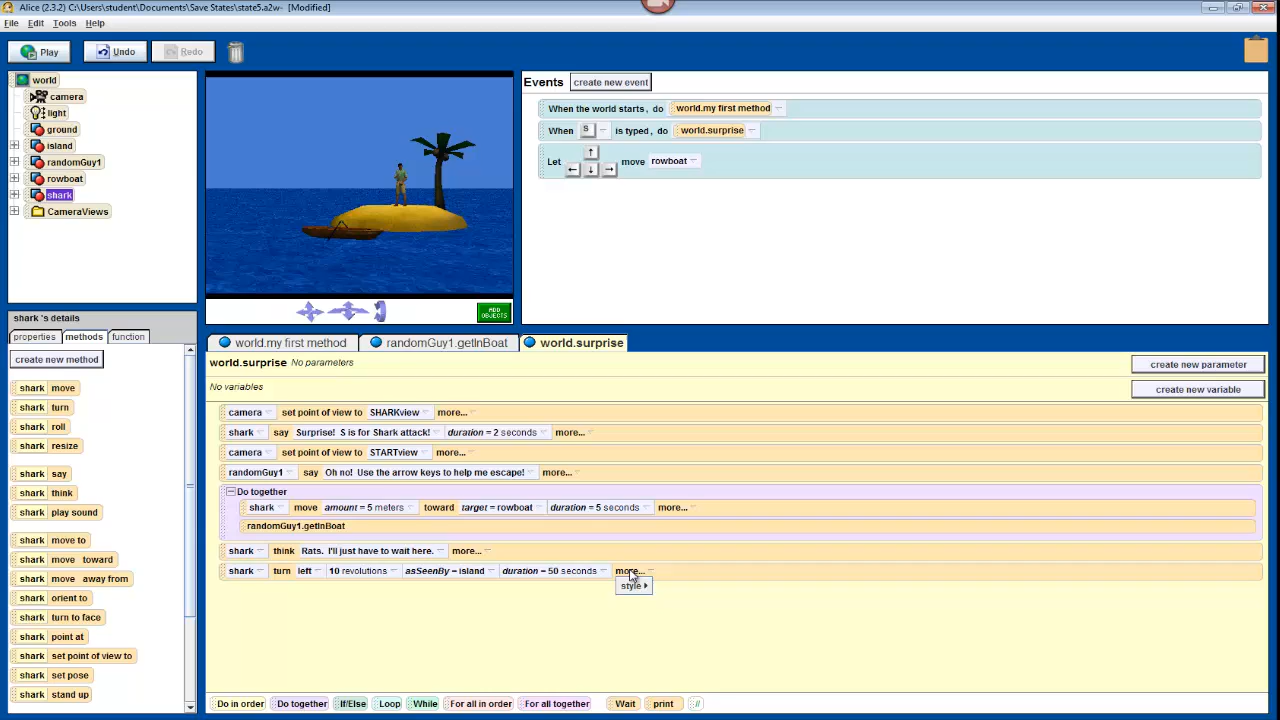 Alice (2.3.2) C:\Users\student\Documents\Save States\state5.a2w- [Modified]
File Edit Tools Help
Play Undo Redo
world
camera
light
ground
island
randomGuy1
rowboat
shark
CameraViews
ADD OBJECTS
Events create new event
When the world starts, do world.my first method
When S is typed, do world.surprise
Let ↑ ← ↓ → move rowboat
shark 's details
properties methods function
create new method
shark move
shark turn
shark roll
shark resize
shark say
shark think
shark play sound
shark move to
shark move toward
shark move away from
shark orient to
shark turn to face
shark point at
shark set point of view to
shark set pose
shark stand up
world.my first method randomGuy1.getInBoat world.surprise
world.surprise No parameters create new parameter
No variables create new variable
camera set point of view to SHARKview more...
shark say Surprise! S is for Shark attack! duration = 2 seconds more...
camera set point of view to STARTview more...
randomGuy1 say Oh no! Use the arrow keys to help me escape! more...
Do together
shark move amount = 5 meters toward target = rowboat duration = 5 seconds more...
randomGuy1.getInBoat
shark think Rats. I'll just have to wait here. more...
shark turn left 10 revolutions asSeenBy = island duration = 50 seconds more...
style
Do in order Do together If/Else Loop While For all in order For all together Wait print //